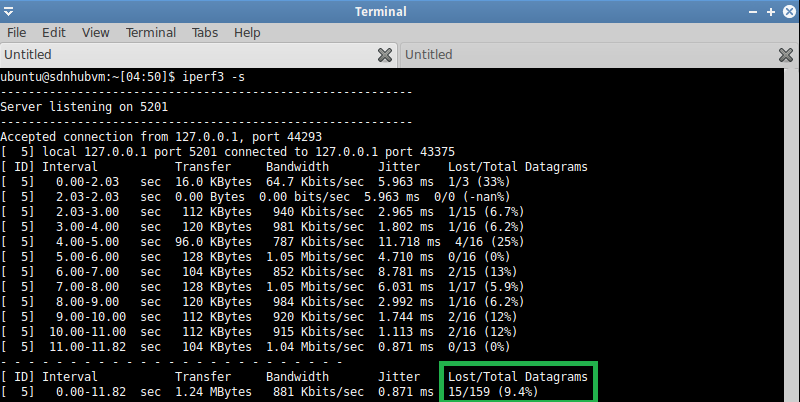 Terminal
File Edit View Terminal Tabs Help
Untitled Untitled
ubuntu@sdnhubvm:~[04:50]$ iperf3 -s
-----------------------------------------------------------
Server listening on 5201
-----------------------------------------------------------
Accepted connection from 127.0.0.1, port 44293
[  5] local 127.0.0.1 port 5201 connected to 127.0.0.1 port 43375
[ ID] Interval           Transfer     Bandwidth       Jitter    Lost/Total Datagrams
[  5]   0.00-2.03   sec  16.0 KBytes  64.7 Kbits/sec  5.963 ms  1/3 (33%)
[  5]   2.03-2.03   sec  0.00 Bytes  0.00 bits/sec  5.963 ms  0/0 (-nan%)
[  5]   2.03-3.00   sec   112 KBytes   940 Kbits/sec  2.965 ms  1/15 (6.7%)
[  5]   3.00-4.00   sec   120 KBytes   981 Kbits/sec  1.802 ms  1/16 (6.2%)
[  5]   4.00-5.00   sec  96.0 KBytes   787 Kbits/sec  11.718 ms  4/16 (25%)
[  5]   5.00-6.00   sec   128 KBytes  1.05 Mbits/sec  4.710 ms  0/16 (0%)
[  5]   6.00-7.00   sec   104 KBytes   852 Kbits/sec  8.781 ms  2/15 (13%)
[  5]   7.00-8.00   sec   128 KBytes  1.05 Mbits/sec  6.031 ms  1/17 (5.9%)
[  5]   8.00-9.00   sec   120 KBytes   984 Kbits/sec  2.992 ms  1/16 (6.2%)
[  5]   9.00-10.00  sec   112 KBytes   920 Kbits/sec  1.744 ms  2/16 (12%)
[  5]  10.00-11.00  sec   112 KBytes   915 Kbits/sec  1.113 ms  2/16 (12%)
[  5]  11.00-11.82  sec   104 KBytes  1.04 Mbits/sec  0.871 ms  0/13 (0%)
- - - - - - - - - - - - - - - - - - - - - - - - -
[ ID] Interval           Transfer     Bandwidth       Jitter    Lost/Total Datagrams
[  5]   0.00-11.82  sec  1.24 MBytes   881 Kbits/sec  0.871 ms  15/159 (9.4%)